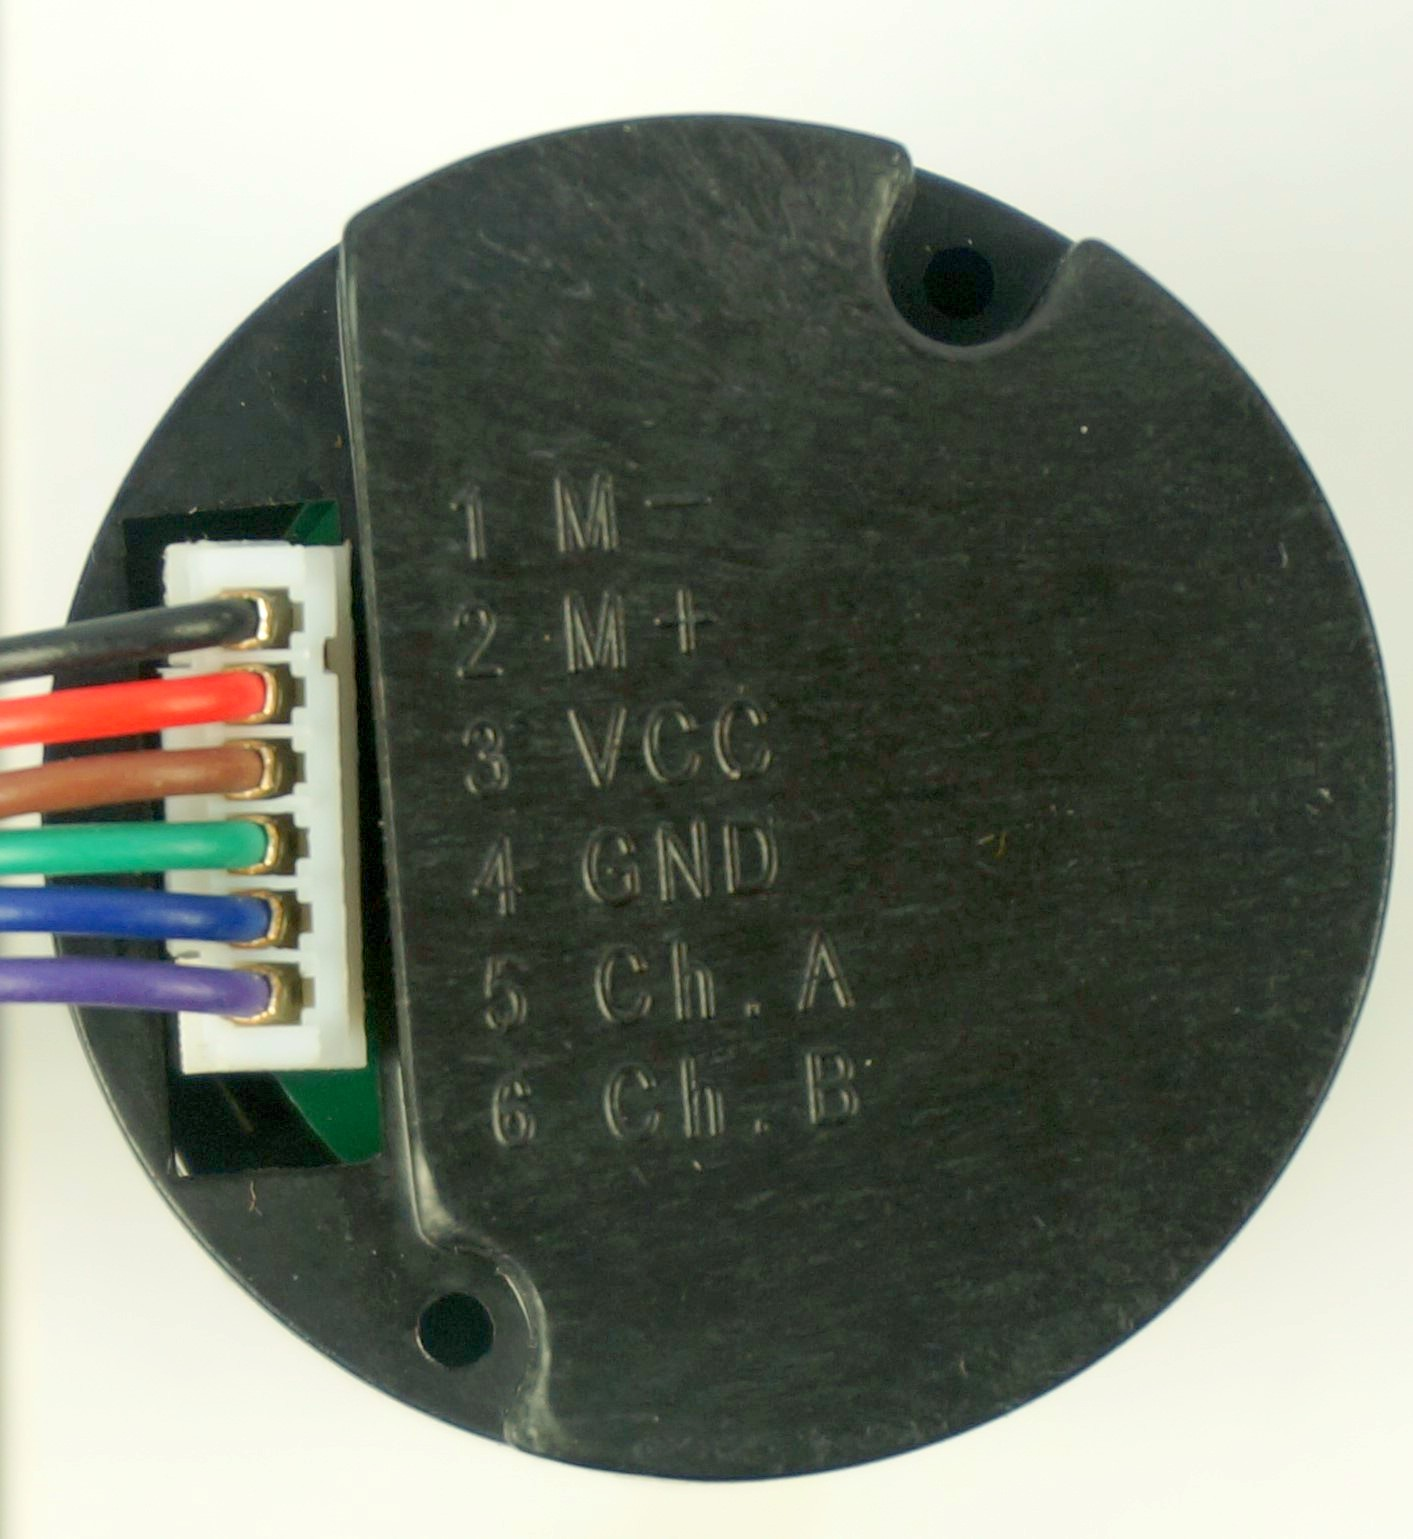 1 M -
2 M +
3 VCC
4 GND
5 Ch. A
6 Ch. B